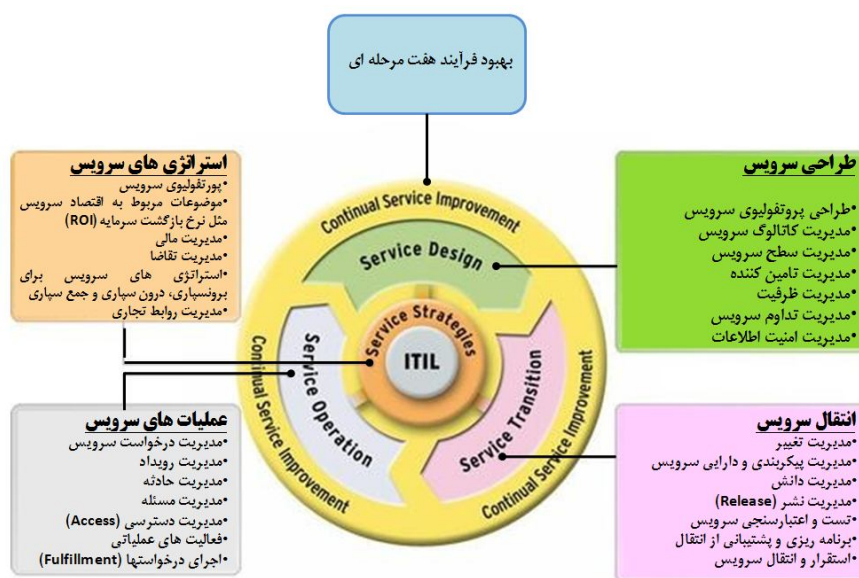 بهبود فرآیند هفت مرحله ای
استراتژی های سرویس
•پورتفولیوی سرویس
•موضوعات مربوط به اقتصاد سرویس
مثل نرخ بازگشت سرمایه (ROI)
•مدیریت مالی
•مدیریت تقاضا
•استراتژی های سرویس برای
برونسپاری، درون سپاری و جمع سپاری
•مدیریت روابط تجاری
طراحی سرویس
•طراحی پروتفولیوی سرویس
•مدیریت کاتالوگ سرویس
•مدیریت سطح سرویس
•مدیریت تامین کننده
•مدیریت ظرفیت
•مدیریت تداوم سرویس
•مدیریت امنیت اطلاعات
Continual Service Improvement
Service Design
Service Strategies
ITIL
Service Operation
Service Transition
Continual Service Improvement
Continual Service Improvement
عملیات های سرویس
•مدیریت درخواست سرویس
•مدیریت رویداد
•مدیریت حادثه
•مدیریت مسئله
•مدیریت دسترسی (Access)
•فعالیت های عملیاتی
•اجرای درخواستها (Fulfillment)
انتقال سرویس
•مدیریت تغییر
•مدیریت پیکربندی و دارایی سرویس
•مدیریت دانش
•مدیریت نشر (Release)
•تست و اعتبارسنجی سرویس
•برنامه ریزی و پشتیبانی از انتقال
•استقرار و انتقال سرویس